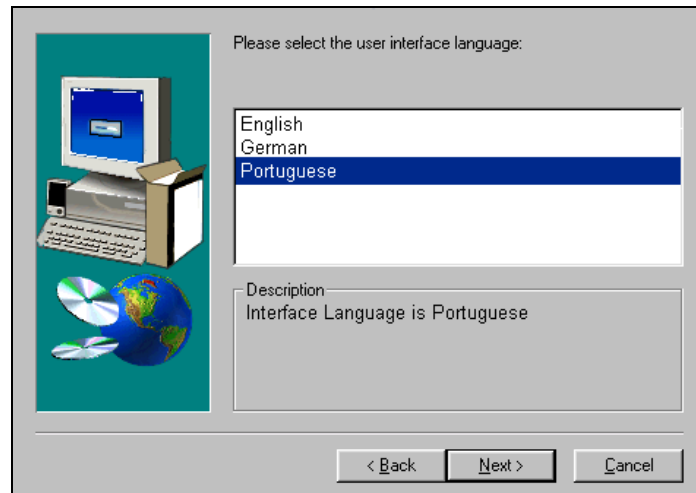 Please select the user interface language:
English
German
Portuguese
Description
Interface Language is Portuguese
< Back
Next >
Cancel